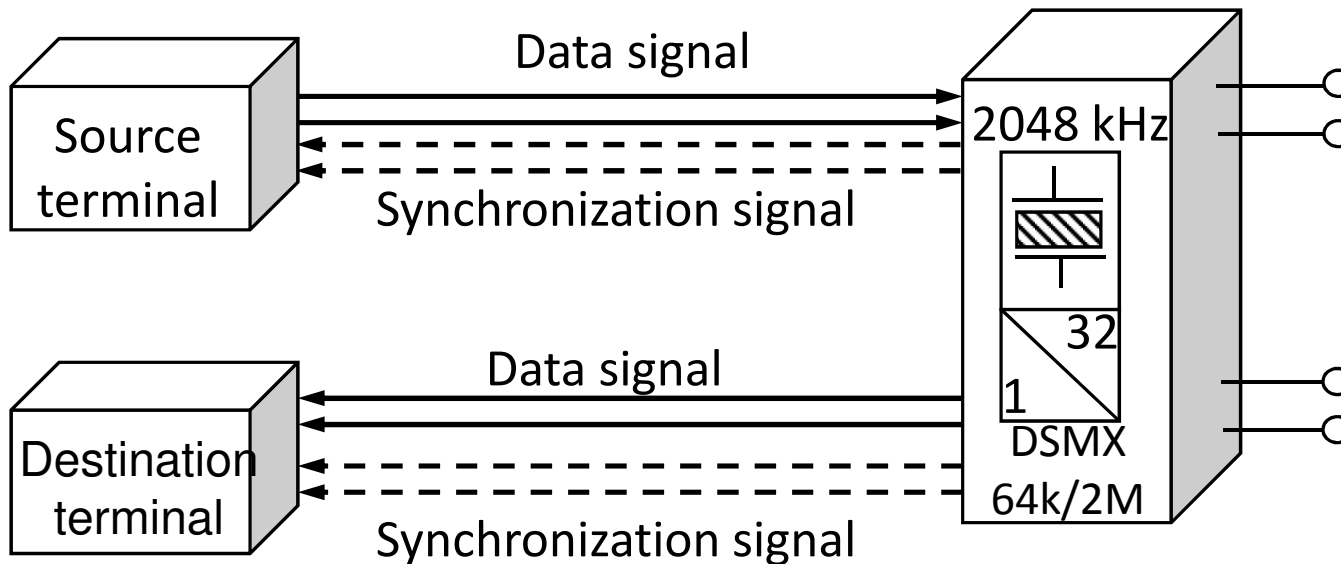 Data signal
Source
terminal
Synchronization signal
2048 kHz
32
1
DSMX
64k/2M
Data signal
Destination
terminal
Synchronization signal